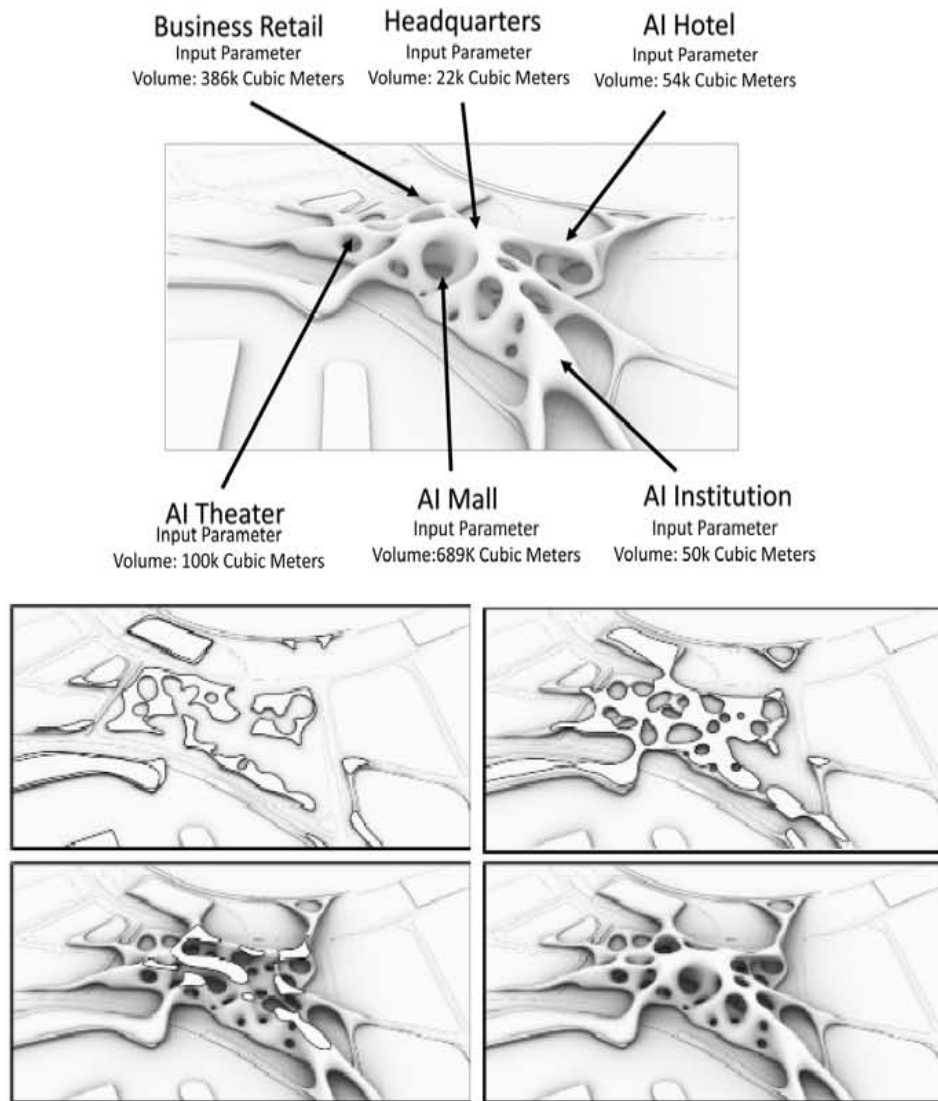 Business Retail
Input Parameter
Volume: 386k Cubic Meters
Headquarters
Input Parameter
Volume: 22k Cubic Meters
AI Hotel
Input Parameter
Volume: 54k Cubic Meters
AI Theater
Input Parameter
Volume: 100k Cubic Meters
AI Mall
Input Parameter
Volume:689K Cubic Meters
AI Institution
Input Parameter
Volume: 50k Cubic Meters